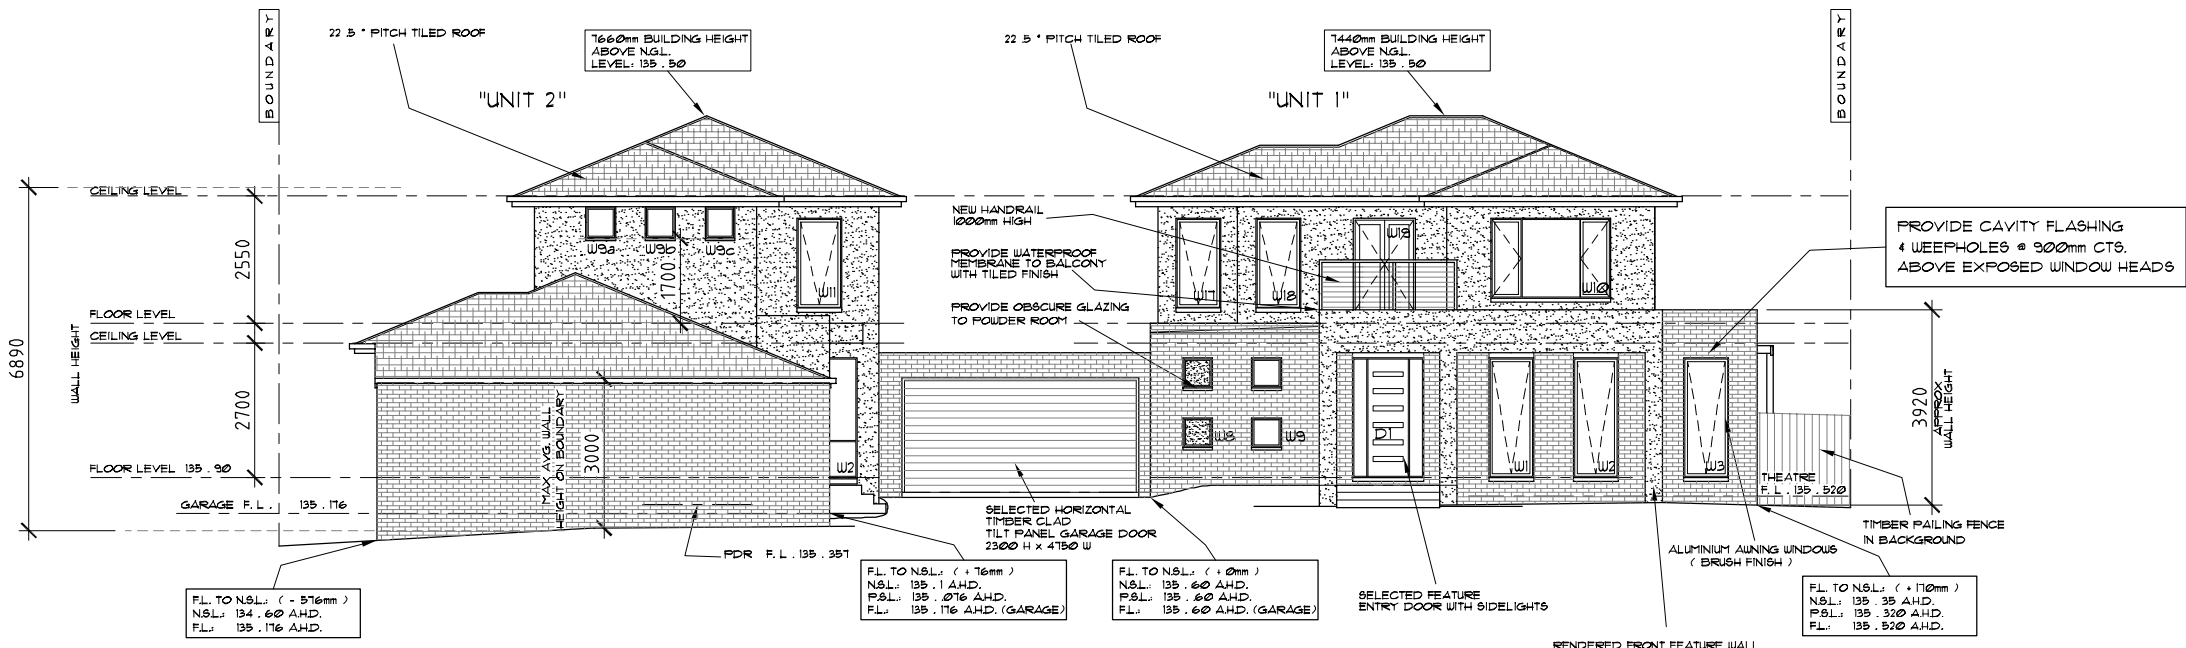 BOUNDARY
22.5° PITCH TILED ROOF
7660mm BUILDING HEIGHT
ABOVE N.G.L.
LEVEL: 135.50
"UNIT 2"
22.5° PITCH TILED ROOF
7440mm BUILDING HEIGHT
ABOVE N.G.L.
LEVEL: 135.50
"UNIT 1"
BOUNDARY
CEILING LEVEL
FLOOR LEVEL
CEILING LEVEL
FLOOR LEVEL 135.90
GARAGE F.L. 135.176
6890
WALL HEIGHT
2550
2700
W9a
W9b
W9c
1700
W11
MAX AVG. WALL
HEIGHT ON BOUNDARY
3000
W2
PDR F.L. 135.357
NEW HANDRAIL
1000mm HIGH
PROVIDE WATERPROOF
MEMBRANE TO BALCONY
WITH TILED FINISH
PROVIDE OBSCURE GLAZING
TO POWDER ROOM
W17
W18
W10
W8
W9
D1
W1
W2
W3
PROVIDE CAVITY FLASHING
& WEEPHOLES @ 900mm CTS.
ABOVE EXPOSED WINDOW HEADS
3920
APPROX
WALL HEIGHT
THEATRE
F.L. 135.520
TIMBER PAILING FENCE
IN BACKGROUND
ALUMINIUM AWNING WINDOWS
( BRUSH FINISH )
SELECTED HORIZONTAL
TIMBER CLAD
TILT PANEL GARAGE DOOR
2300 H x 4750 W
SELECTED FEATURE
ENTRY DOOR WITH SIDELIGHTS
F.L. TO N.S.L.: ( - 576mm )
N.S.L.: 134.60 A.H.D.
F.L.: 135.176 A.H.D.
F.L. TO N.S.L.: ( + 76mm )
N.S.L.: 135.1 A.H.D.
P.S.L.: 135.076 A.H.D.
F.L.: 135.176 A.H.D. (GARAGE)
F.L. TO N.S.L.: ( + 0mm )
N.S.L.: 135.60 A.H.D.
P.S.L.: 135.60 A.H.D.
F.L.: 135.60 A.H.D. (GARAGE)
F.L. TO N.S.L.: ( + 170mm )
N.S.L.: 135.35 A.H.D.
P.S.L.: 135.320 A.H.D.
F.L.: 135.520 A.H.D.
RENDERED FRONT FEATURE WALL